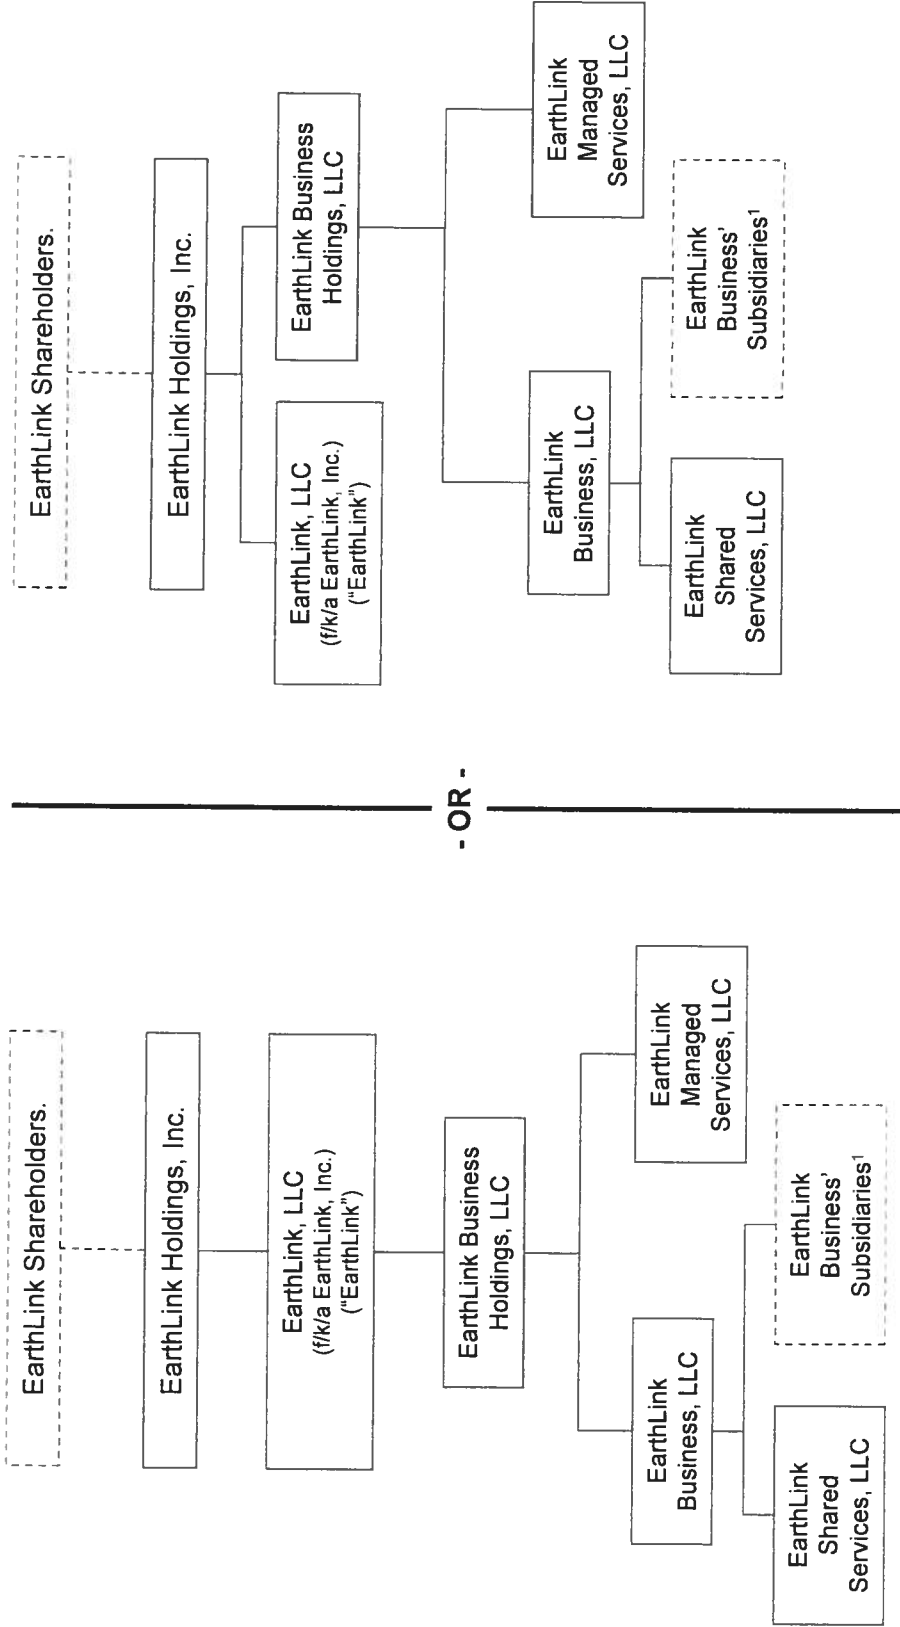 EarthLink Shareholders.
EarthLink Holdings, Inc.
EarthLink, LLC
(f/k/a EarthLink, Inc.)
("EarthLink")
EarthLink Business
Holdings, LLC
EarthLink
Business, LLC
EarthLink
Managed
Services, LLC
EarthLink
Shared
Services, LLC
EarthLink
Business'
Subsidiaries¹
- OR -
EarthLink Shareholders.
EarthLink Holdings, Inc.
EarthLink, LLC
(f/k/a EarthLink, Inc.)
("EarthLink")
EarthLink Business
Holdings, LLC
EarthLink
Business, LLC
EarthLink
Managed
Services, LLC
EarthLink
Shared
Services, LLC
EarthLink
Business'
Subsidiaries¹